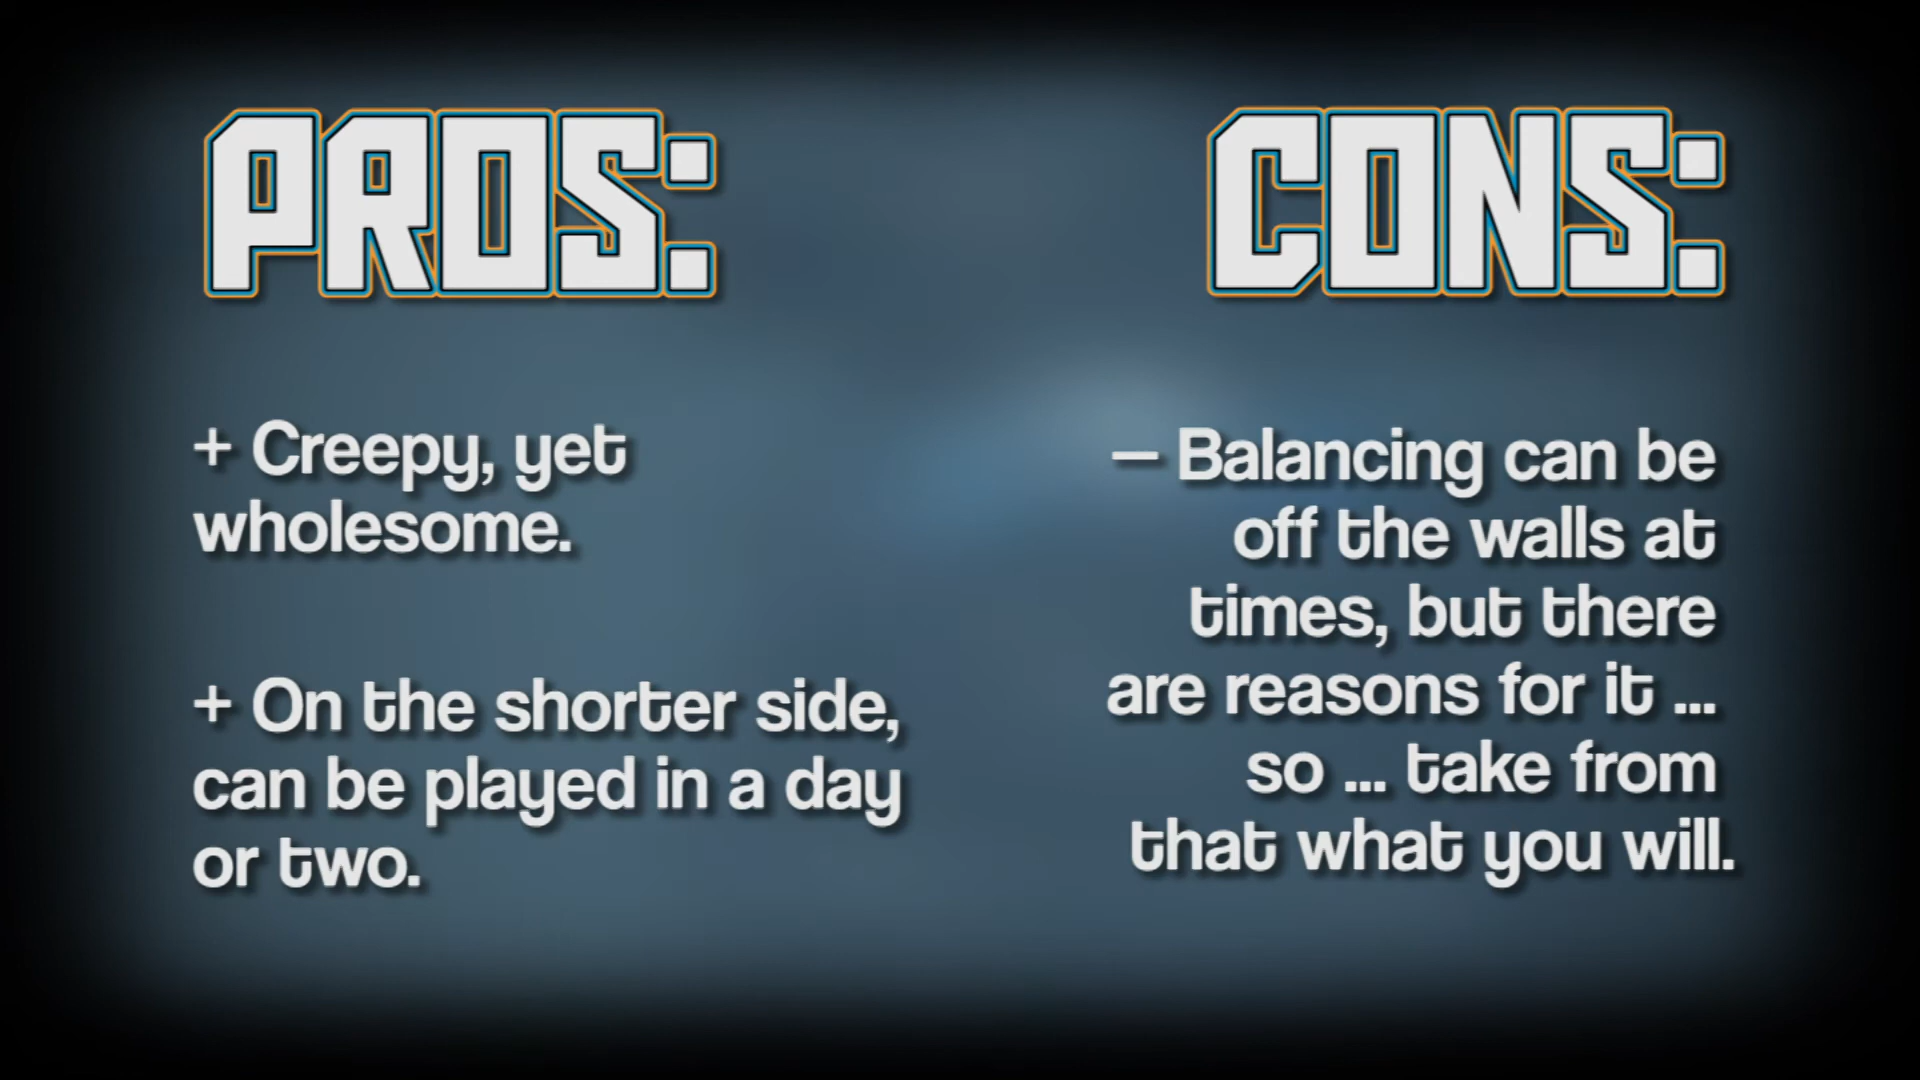 PROS:
+ Creepy, yet
wholesome.
+ On the shorter side,
can be played in a day
or two.
CONS:
– Balancing can be
off the walls at
times, but there
are reasons for it ...
so ... take from
that what you will.